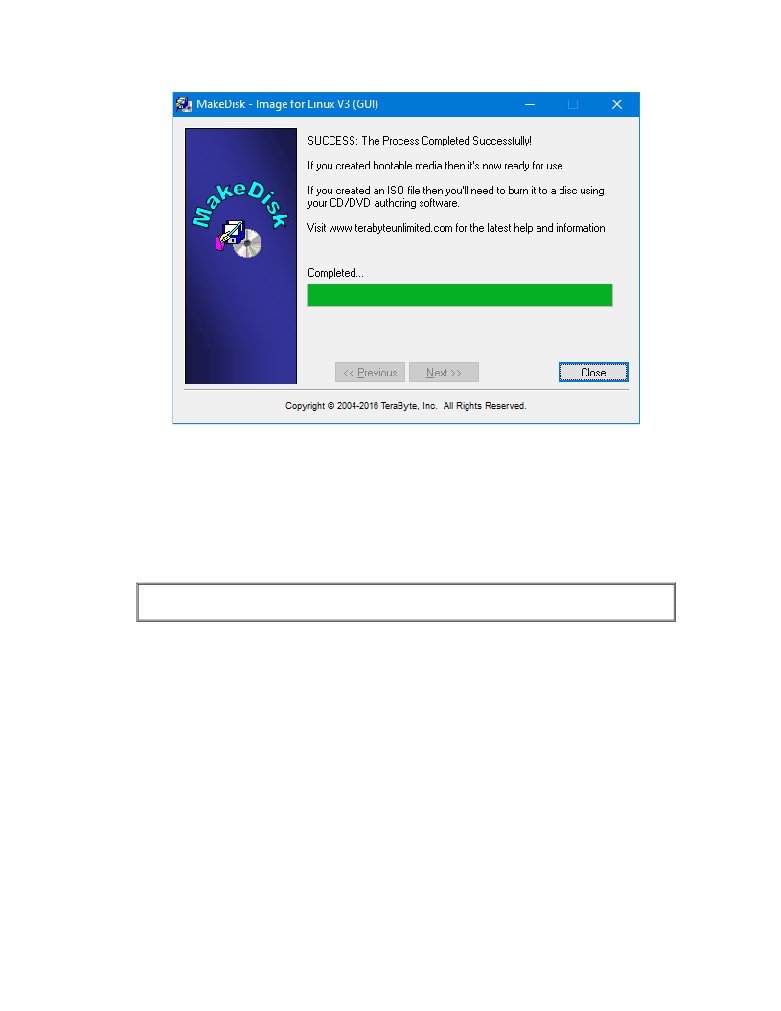 MakeDisk - Image for Linux V3 (GUI)
MakeDisk
SUCCESS: The Process Completed Successfully!
If you created bootable media then it's now ready for use
If you created an ISO file then you'll need to burn it to a disc using
your CD/DVD authoring software.
Visit www.terabyteunlimited.com for the latest help and information
Completed...
<< Previous
Next >>
Close
Copyright © 2004-2016 TeraByte, Inc. All Rights Reserved.